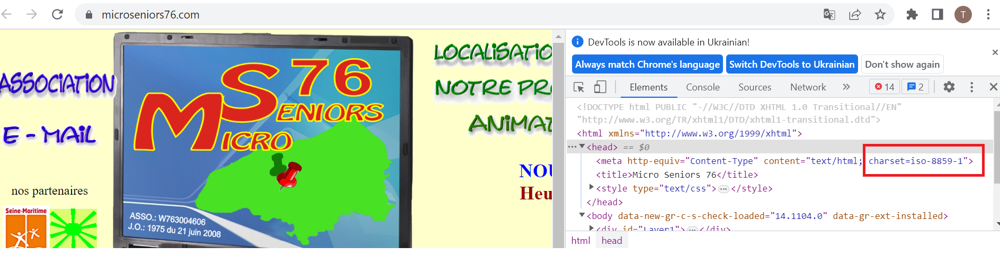 microseniors76.com
T
LOCALISATIO
ASSOCIATION
NOTRE PR
ANIMAT
E - MAIL
MICRO SENIORS 76
NOU
Heu
nos partenaires
Seine-Maritime
ASSO.: W763004606
J.O.: 1975 du 21 juin 2008
DevTools is now available in Ukrainian!
Always match Chrome's language
Switch DevTools to Ukrainian
Don't show again
Elements
Console
Sources
Network
»
14
2
<!DOCTYPE html PUBLIC "-//W3C//DTD XHTML 1.0 Transitional//EN"
"http://www.w3.org/TR/xhtml1/DTD/xhtml1-transitional.dtd">
<html xmlns="http://www.w3.org/1999/xhtml">
<head> == $0
<meta http-equiv="Content-Type" content="text/html; charset=iso-8859-1">
<title>Micro Seniors 76</title>
<style type="text/css">…</style>
</head>
<body data-new-gr-c-s-check-loaded="14.1104.0" data-gr-ext-installed>
<div id="Layer1">…</div>
html
head